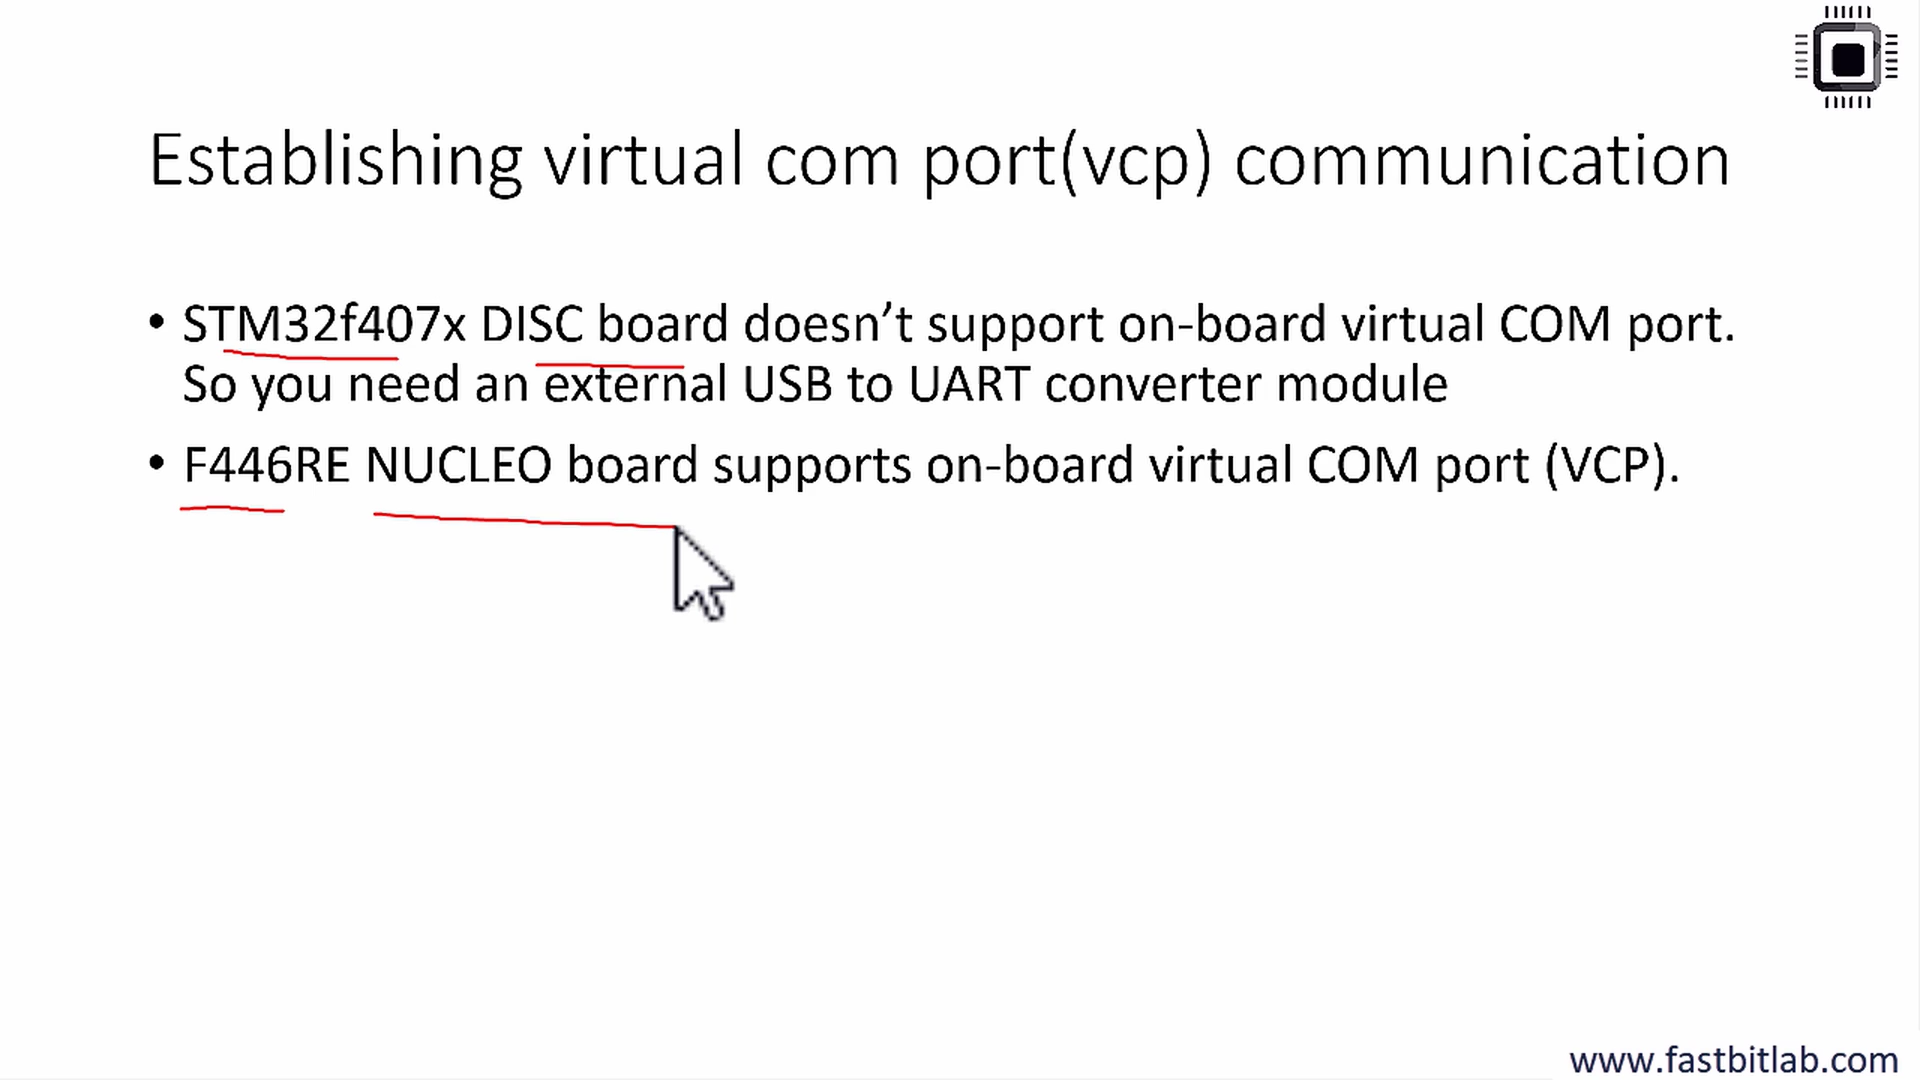 Establishing virtual com port(vcp) communication
• STM32f407x DISC board doesn’t support on-board virtual COM port.
So you need an external USB to UART converter module
• F446RE NUCLEO board supports on-board virtual COM port (VCP).
www.fastbitlab.com